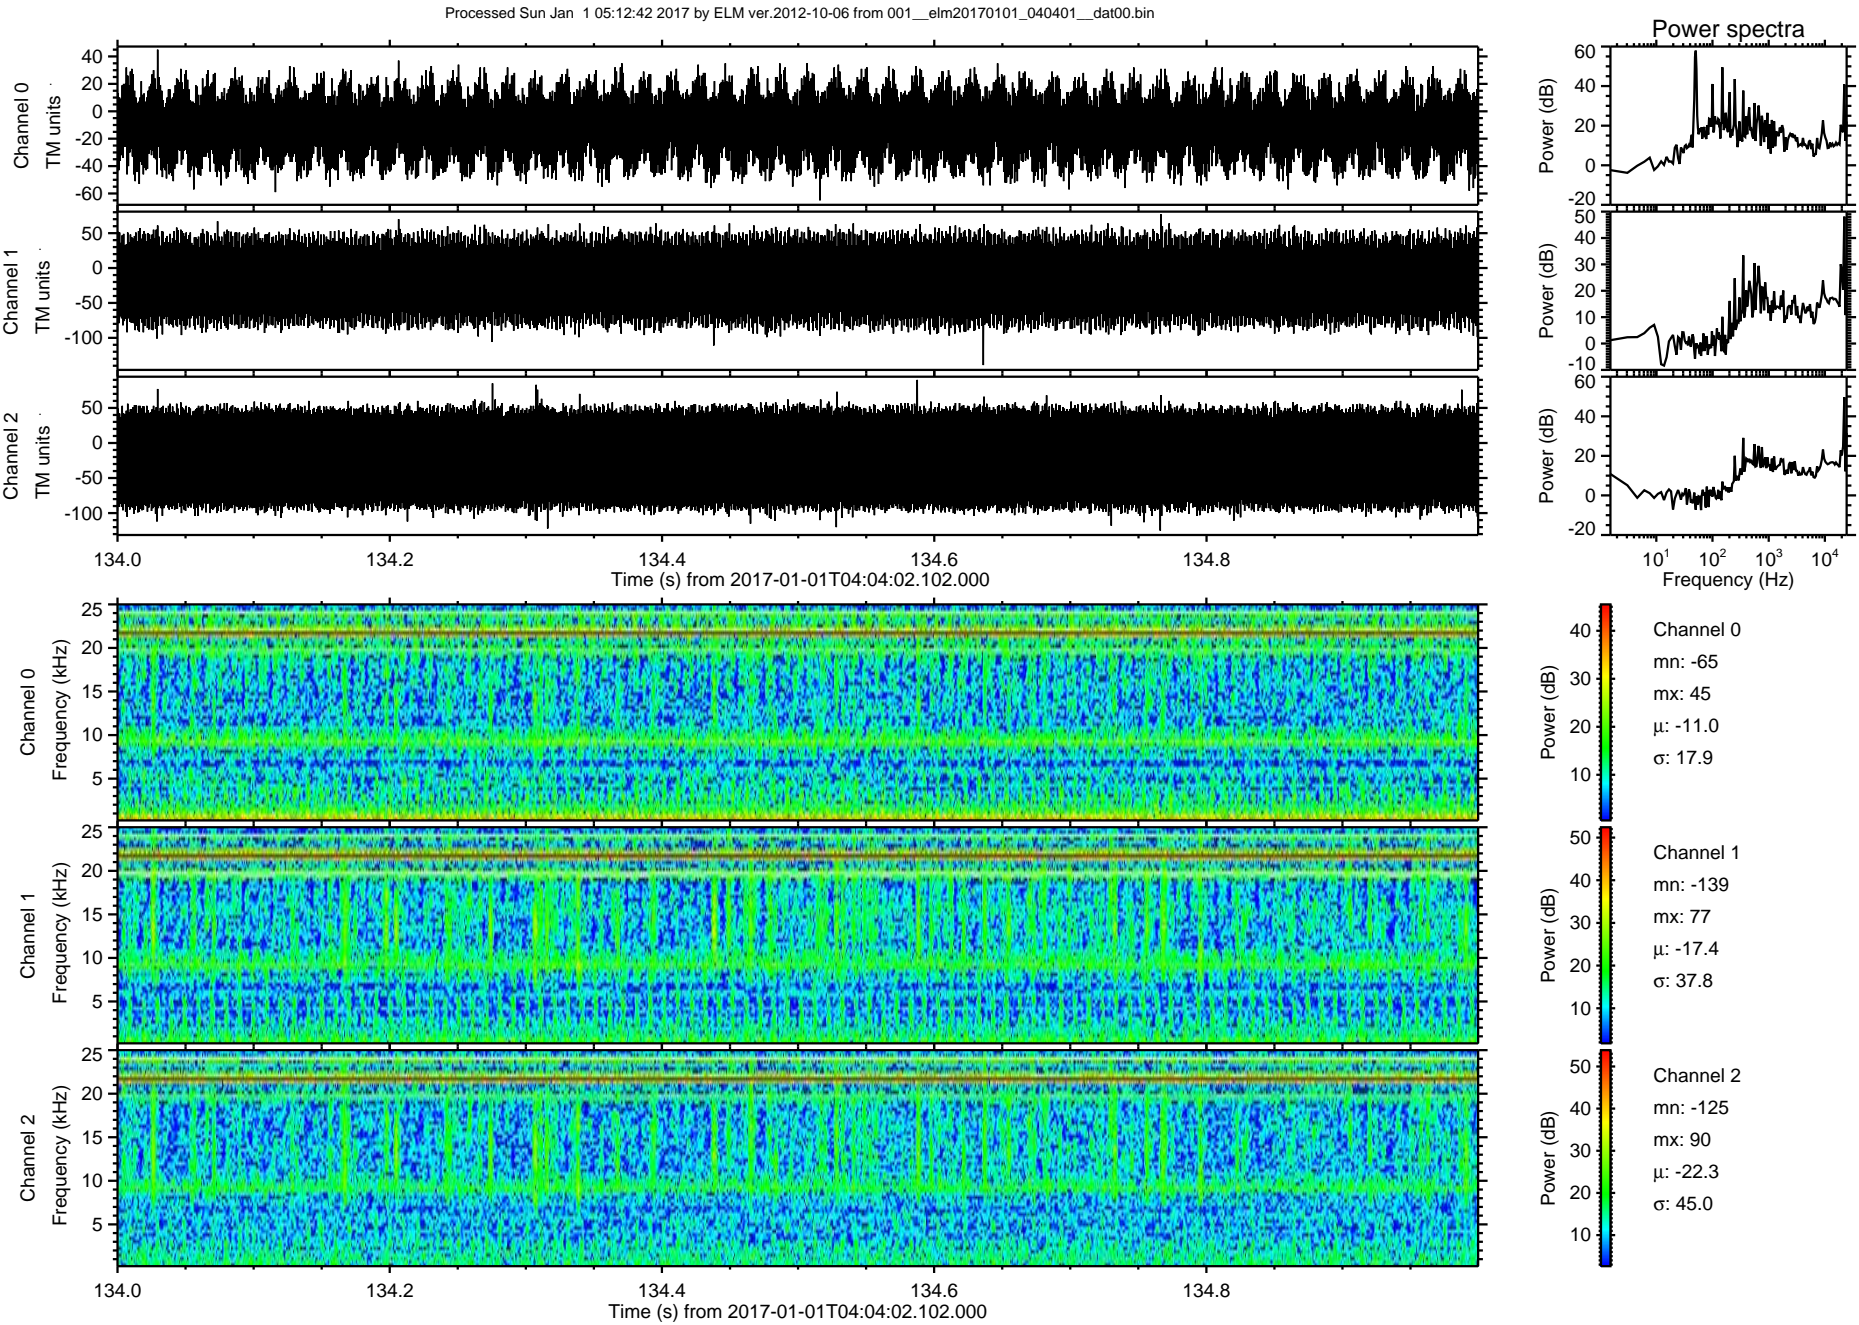 Processed Sun Jan  1 05:12:42 2017 by ELM ver.2012-10-06 from 001__elm20170101_040401__dat00.bin
Power spectra
Channel 0
TM units
40
20
0
-20
-40
-60
Power (dB)
60
40
20
0
-20
Channel 1
TM units
50
0
-50
-100
Power (dB)
50
40
30
20
10
0
-10
Channel 2
TM units
50
0
-50
-100
Power (dB)
60
40
20
0
-20
134.0 134.2 134.4 134.6 134.8
Time (s) from 2017-01-01T04:04:02.102.000
10^1 10^2 10^3 10^4
Frequency (Hz)
Channel 0
Frequency (kHz)
25
20
15
10
5
Power (dB)
40
30
20
10
Channel 0
mn: -65
mx: 45
μ: -11.0
σ: 17.9
Channel 1
Frequency (kHz)
25
20
15
10
5
Power (dB)
50
40
30
20
10
Channel 1
mn: -139
mx: 77
μ: -17.4
σ: 37.8
Channel 2
Frequency (kHz)
25
20
15
10
5
Power (dB)
50
40
30
20
10
Channel 2
mn: -125
mx: 90
μ: -22.3
σ: 45.0
134.0 134.2 134.4 134.6 134.8
Time (s) from 2017-01-01T04:04:02.102.000